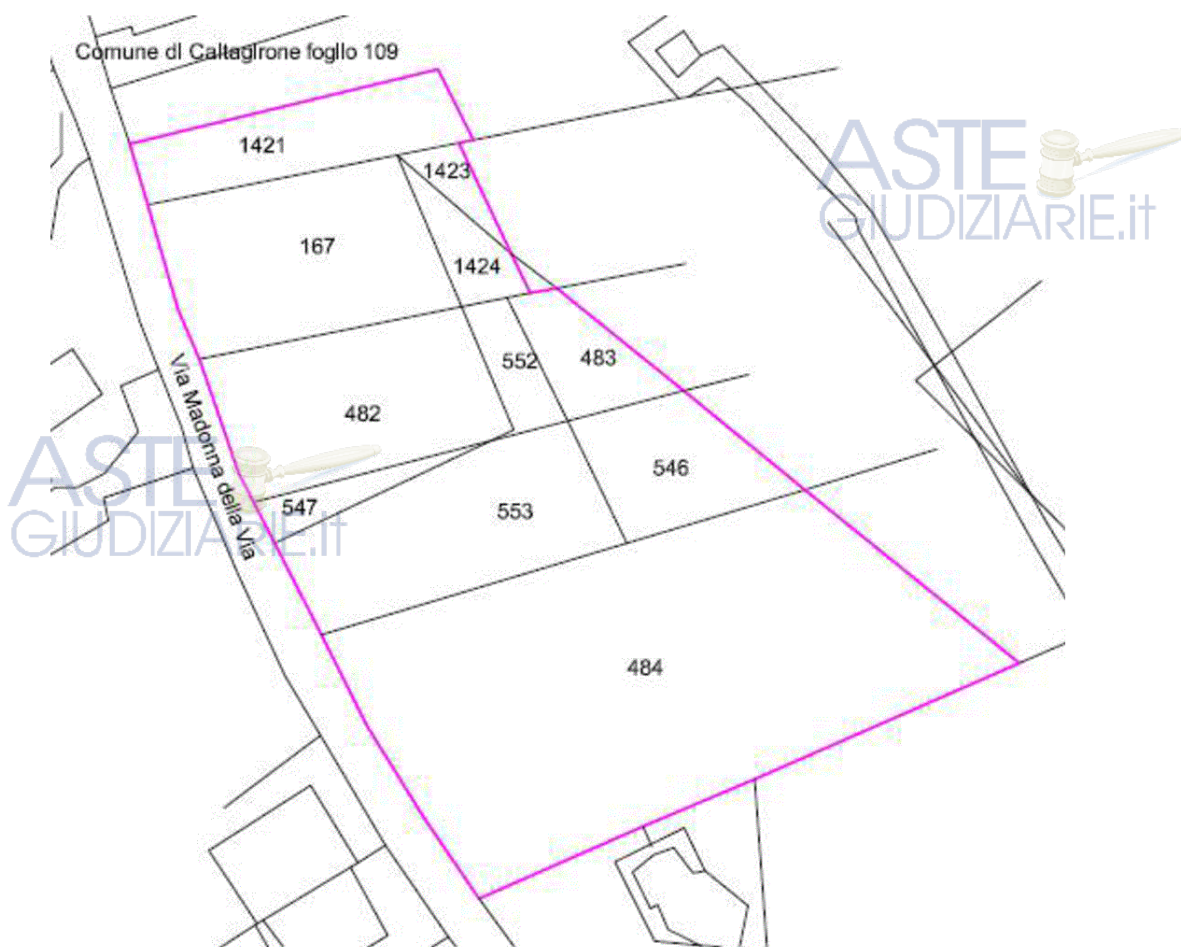 Comune di Caltagirone foglio 109
1421
1423
167
1424
552
483
482
546
547
553
484
Via Madonna della Via
ASTE
GIUDIZIARIE.it
ASTE
GIUDIZIARIE.it